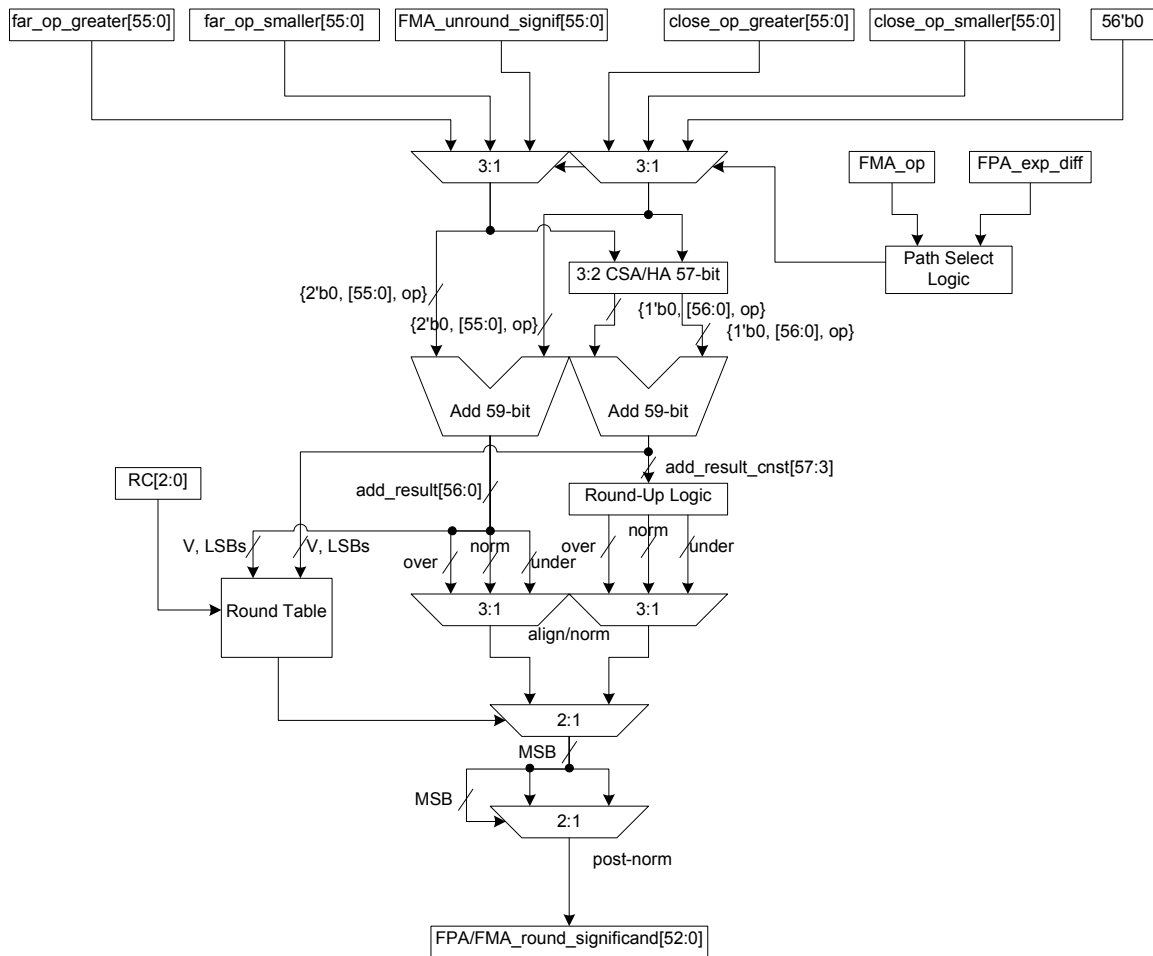 far_op_greater[55:0]
far_op_smaller[55:0]
FMA_unround_signif[55:0]
close_op_greater[55:0]
close_op_smaller[55:0]
56'b0
3:1
3:1
FMA_op
FPA_exp_diff
Path Select
Logic
3:2 CSA/HA 57-bit
{2'b0, [55:0], op}
{2'b0, [55:0], op}
{1'b0, [56:0], op}
{1'b0, [56:0], op}
Add 59-bit
Add 59-bit
RC[2:0]
add_result[56:0]
add_result_cnst[57:3]
Round-Up Logic
V, LSBs
V, LSBs
over
norm
under
over
norm
under
Round Table
3:1
3:1
align/norm
2:1
MSB
MSB
2:1
post-norm
FPA/FMA_round_significand[52:0]